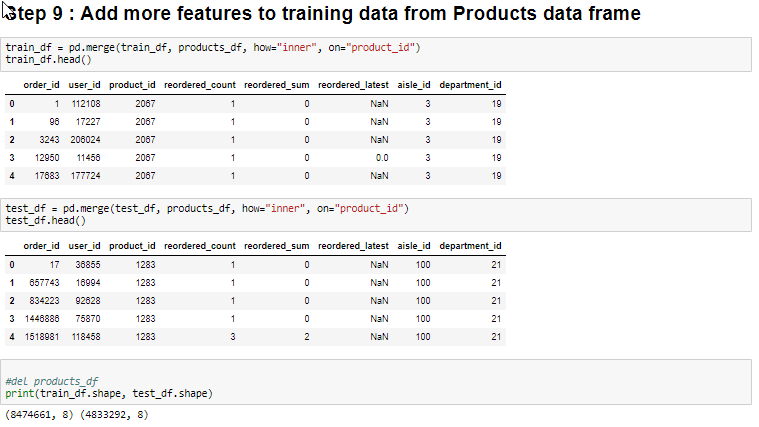 Step 9 : Add more features to training data from Products data frame
train_df = pd.merge(train_df, products_df, how="inner", on="product_id")
train_df.head()
order_id user_id product_id reordered_count reordered_sum reordered_latest aisle_id department_id
0 1 112108 2067 1 0 NaN 3 19
1 96 17227 2067 1 0 NaN 3 19
2 3243 206024 2067 1 0 NaN 3 19
3 12950 11456 2067 1 0 0.0 3 19
4 17683 177724 2067 1 0 NaN 3 19
test_df = pd.merge(test_df, products_df, how="inner", on="product_id")
test_df.head()
order_id user_id product_id reordered_count reordered_sum reordered_latest aisle_id department_id
0 17 36855 1283 1 0 NaN 100 21
1 657743 16994 1283 1 0 NaN 100 21
2 834223 92628 1283 1 0 NaN 100 21
3 1446886 75870 1283 1 0 NaN 100 21
4 1518981 118458 1283 3 2 NaN 100 21
#del products_df
print(train_df.shape, test_df.shape)
(8474661, 8) (4833292, 8)